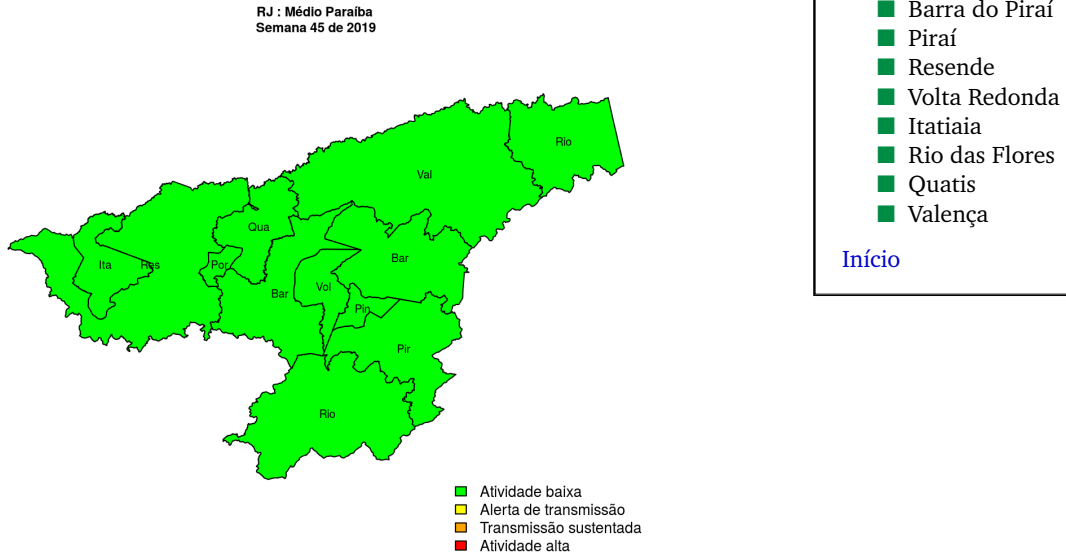 RJ : Médio Paraíba
Semana 45 de 2019
Rio
Val
Qua
Ita
Res
Por
Bar
Bar
Vol
Pin
Pir
Rio
Atividade baixa
Alerta de transmissão
Transmissão sustentada
Atividade alta
Barra do Piraí
Piraí
Resende
Volta Redonda
Itatiaia
Rio das Flores
Quatis
Valença
Início